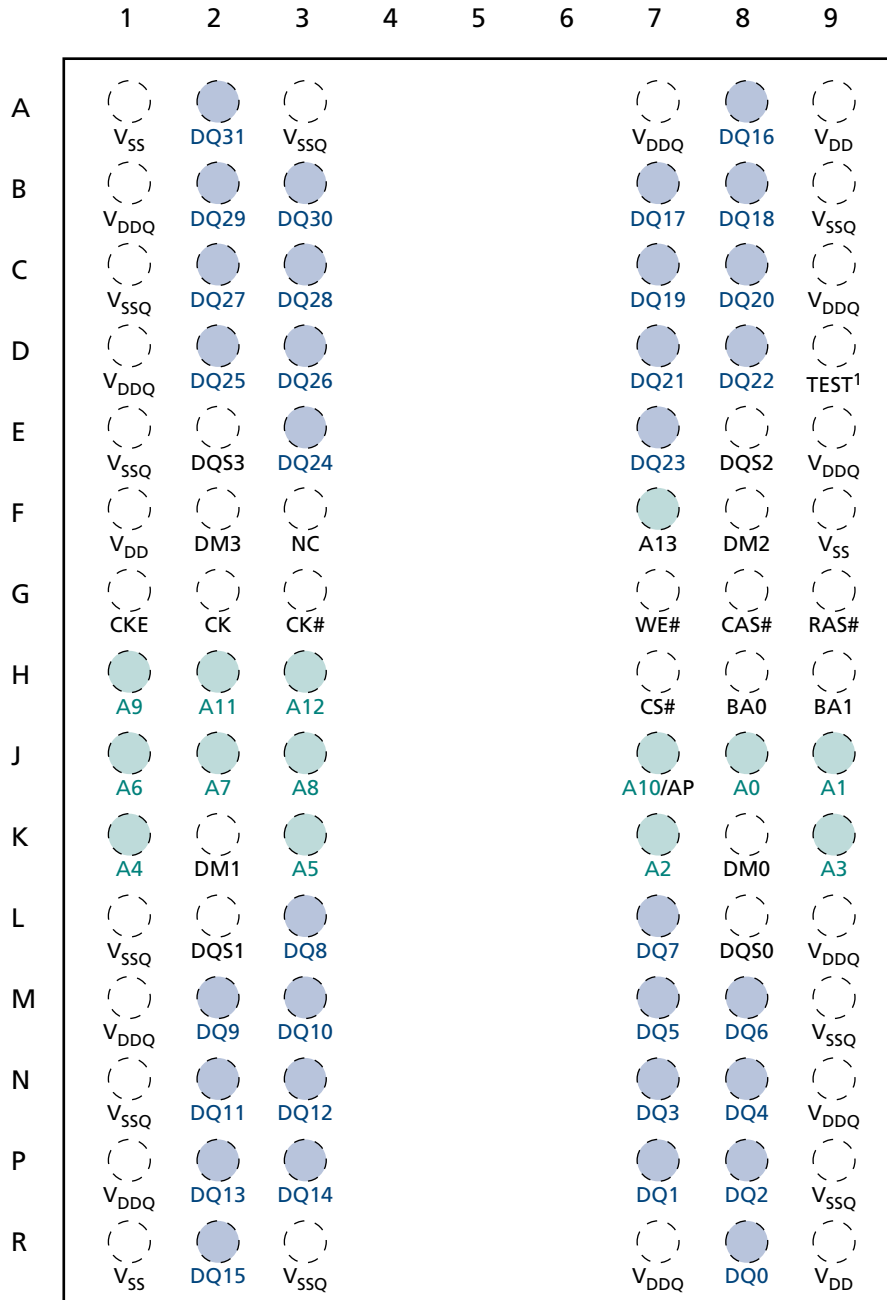 1 2 3 4 5 6 7 8 9
A
VSS DQ31 VSSQ VDDQ DQ16 VDD
B
VDDQ DQ29 DQ30 DQ17 DQ18 VSSQ
C
VSSQ DQ27 DQ28 DQ19 DQ20 VDDQ
D
VDDQ DQ25 DQ26 DQ21 DQ22 TEST1
E
VSSQ DQS3 DQ24 DQ23 DQS2 VDDQ
F
VDD DM3 NC A13 DM2 VSS
G
CKE CK CK# WE# CAS# RAS#
H
A9 A11 A12 CS# BA0 BA1
J
A6 A7 A8 A10/AP A0 A1
K
A4 DM1 A5 A2 DM0 A3
L
VSSQ DQS1 DQ8 DQ7 DQS0 VDDQ
M
VDDQ DQ9 DQ10 DQ5 DQ6 VSSQ
N
VSSQ DQ11 DQ12 DQ3 DQ4 VDDQ
P
VDDQ DQ13 DQ14 DQ1 DQ2 VSSQ
R
VSS DQ15 VSSQ VDDQ DQ0 VDD